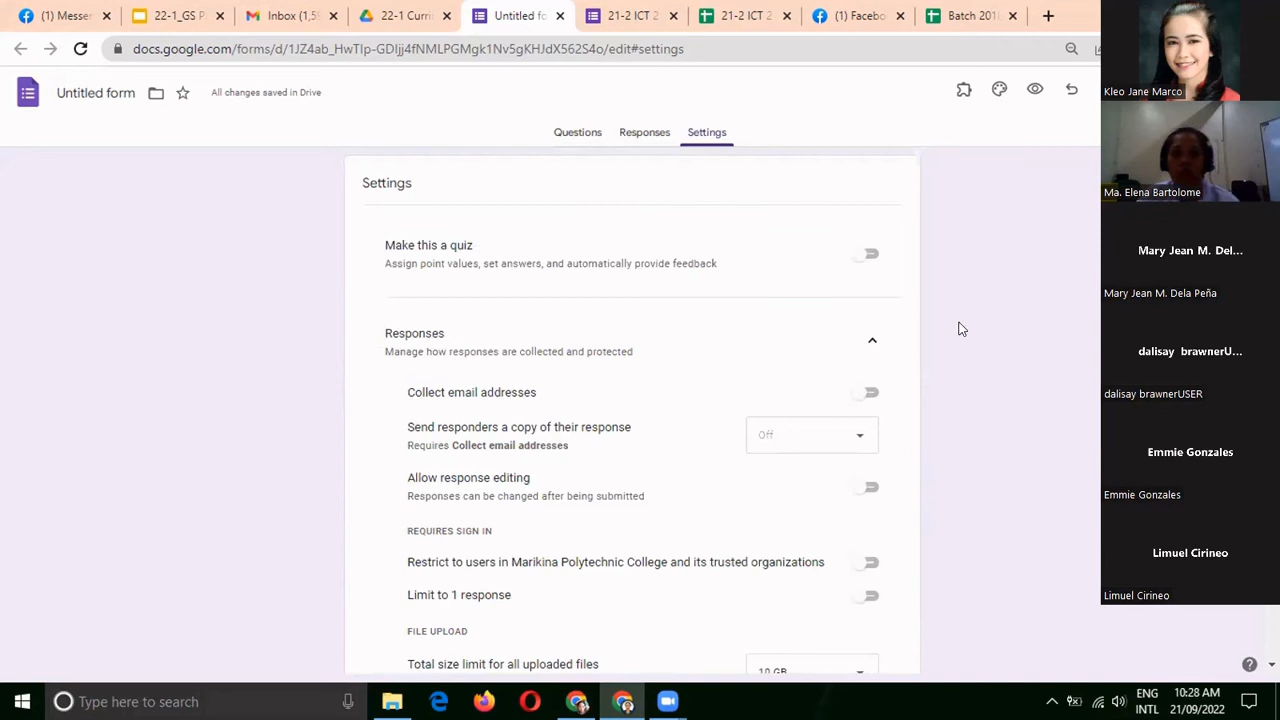 (1) Messen
22-1_GS P
Inbox (1,5
22-1 Curri
Untitled fo
21-2 ICT 2
21-2 ICT
(1) Facebo
Batch 201
docs.google.com/forms/d/1JZ4ab_HwTIp-GDIjj4fNMLPGMgk1Nv5gKHJdX562S4o/edit#settings
Untitled form
All changes saved in Drive
Questions
Responses
Settings
Settings
Make this a quiz
Assign point values, set answers, and automatically provide feedback
Responses
Manage how responses are collected and protected
Collect email addresses
Send responders a copy of their response
Requires Collect email addresses
Off
Allow response editing
Responses can be changed after being submitted
REQUIRES SIGN IN
Restrict to users in Marikina Polytechnic College and its trusted organizations
Limit to 1 response
FILE UPLOAD
Total size limit for all uploaded files
10 GB
Kleo Jane Marco
Ma. Elena Bartolome
Mary Jean M. Del...
Mary Jean M. Dela Peña
dalisay brawnerU...
dalisay brawnerUSER
Emmie Gonzales
Emmie Gonzales
Limuel Cirineo
Limuel Cirineo
Type here to search
ENG
INTL
10:28 AM
21/09/2022